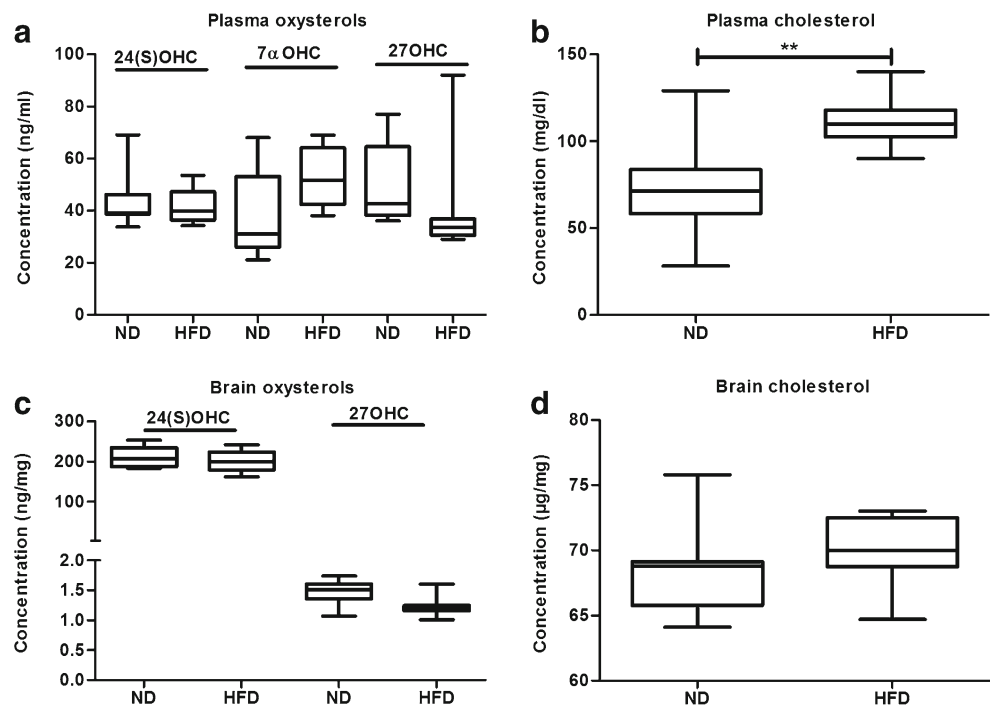 a
Plasma oxysterols
24(S)OHC
7α OHC
27OHC
Concentration (ng/ml)
100
80
60
40
20
0
ND
HFD
ND
HFD
ND
HFD
b
Plasma cholesterol
**
Concentration (mg/dl)
150
100
50
0
ND
HFD
c
Brain oxysterols
24(S)OHC
27OHC
Concentration (ng/mg)
300
200
100
2.0
1.5
1.0
0.5
0.0
ND
HFD
ND
HFD
d
Brain cholesterol
Concentration (µg/mg)
80
75
70
65
60
ND
HFD